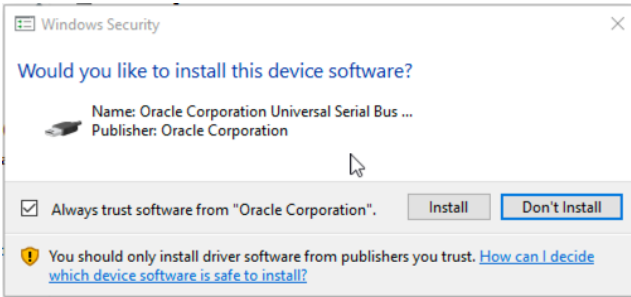 Windows Security
Would you like to install this device software?
Name: Oracle Corporation Universal Serial Bus ...
Publisher: Oracle Corporation
Always trust software from "Oracle Corporation".
Install
Don't Install
You should only install driver software from publishers you trust. How can I decide
which device software is safe to install?